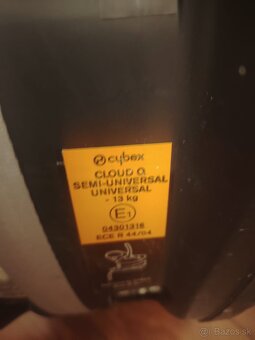 cybex
CLOUD Q
SEMI-UNIVERSAL
UNIVERSAL
- 13 kg
E1
04301316
ECE R 44/04
Bazos.sk